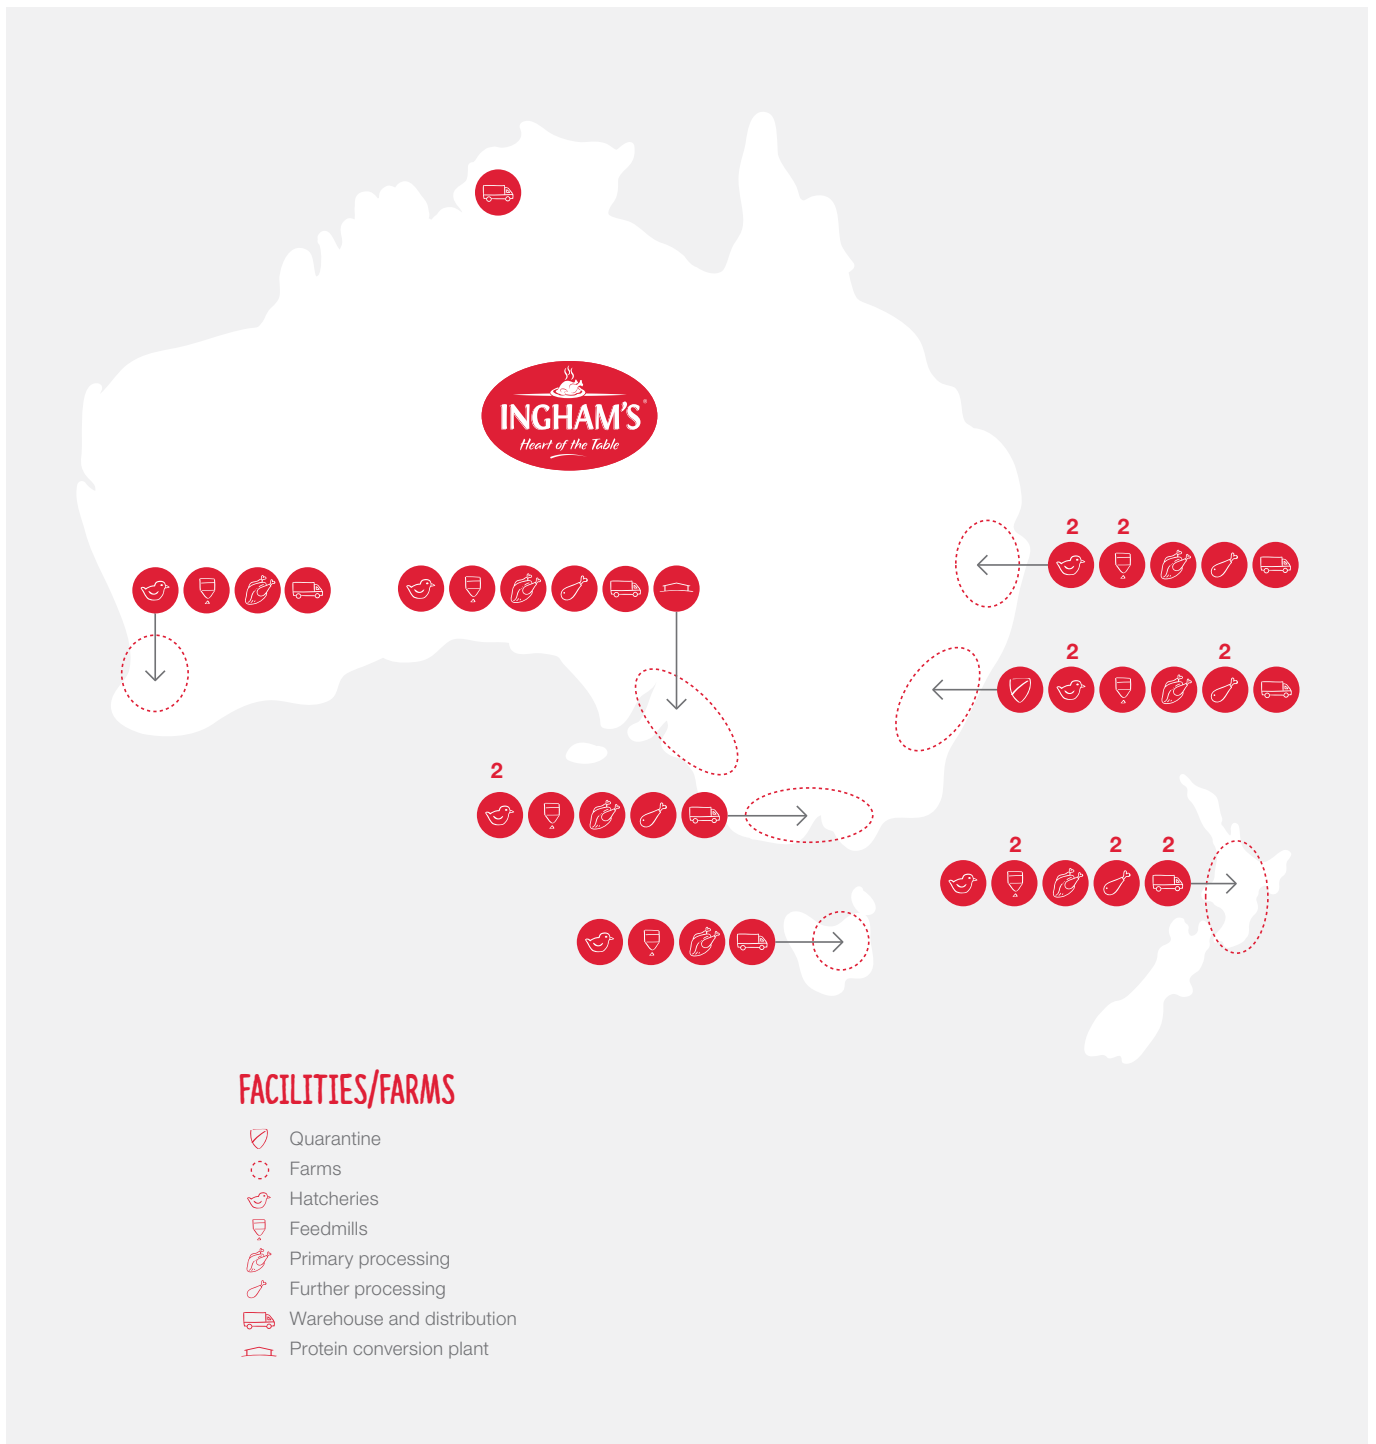 INGHAM'S®
Heart of the Table
2 2
2 2
2
2 2 2
FACILITIES/FARMS
Quarantine
Farms
Hatcheries
Feedmills
Primary processing
Further processing
Warehouse and distribution
Protein conversion plant